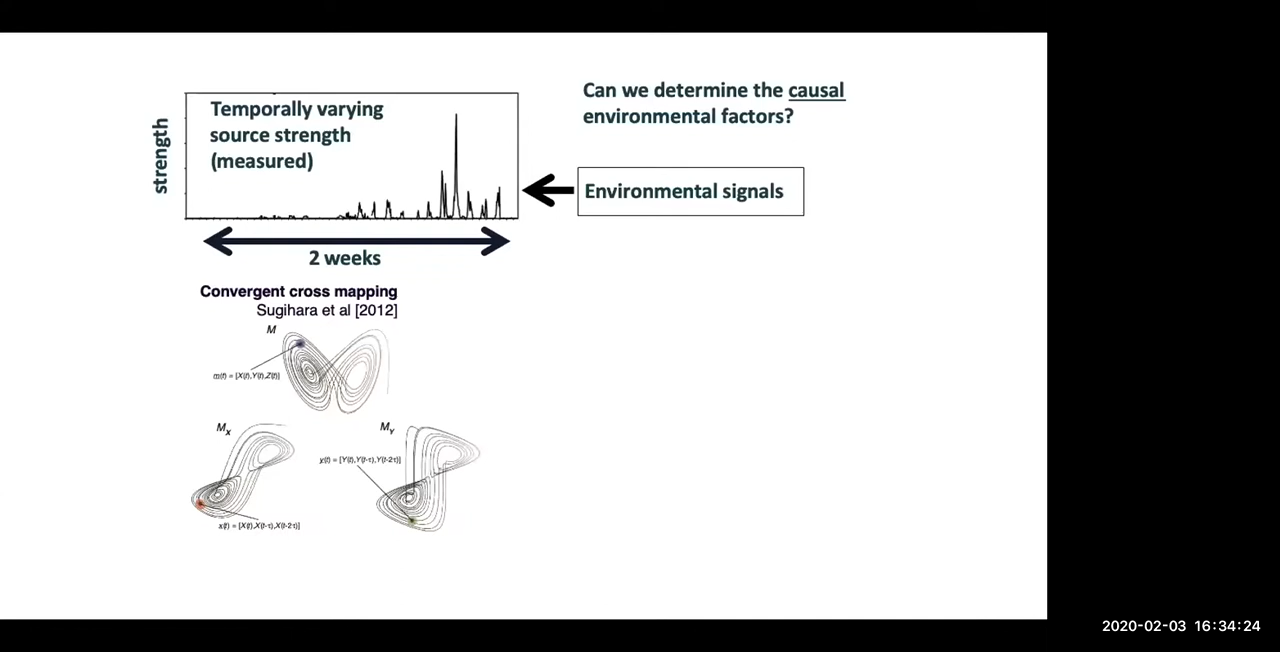 Temporally varying
source strength
(measured)
strength
2 weeks
Can we determine the causal
environmental factors?
Environmental signals
Convergent cross mapping
Sugihara et al [2012]
M
m(t) = [X(t),Y(t),Z(t)]
MX
x(t) = [X(t),X(t-τ),X(t-2τ)]
MY
y(t) = [Y(t),Y(t-τ),Y(t-2τ)]
2020-02-03 16:34:24